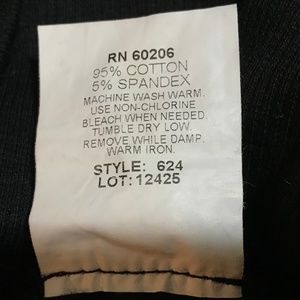 RN 60206
95% COTTON
5% SPANDEX
MACHINE WASH WARM.
USE NON-CHLORINE
BLEACH WHEN NEEDED.
TUMBLE DRY LOW.
REMOVE WHILE DAMP.
WARM IRON.
STYLE: 624
LOT: 12425